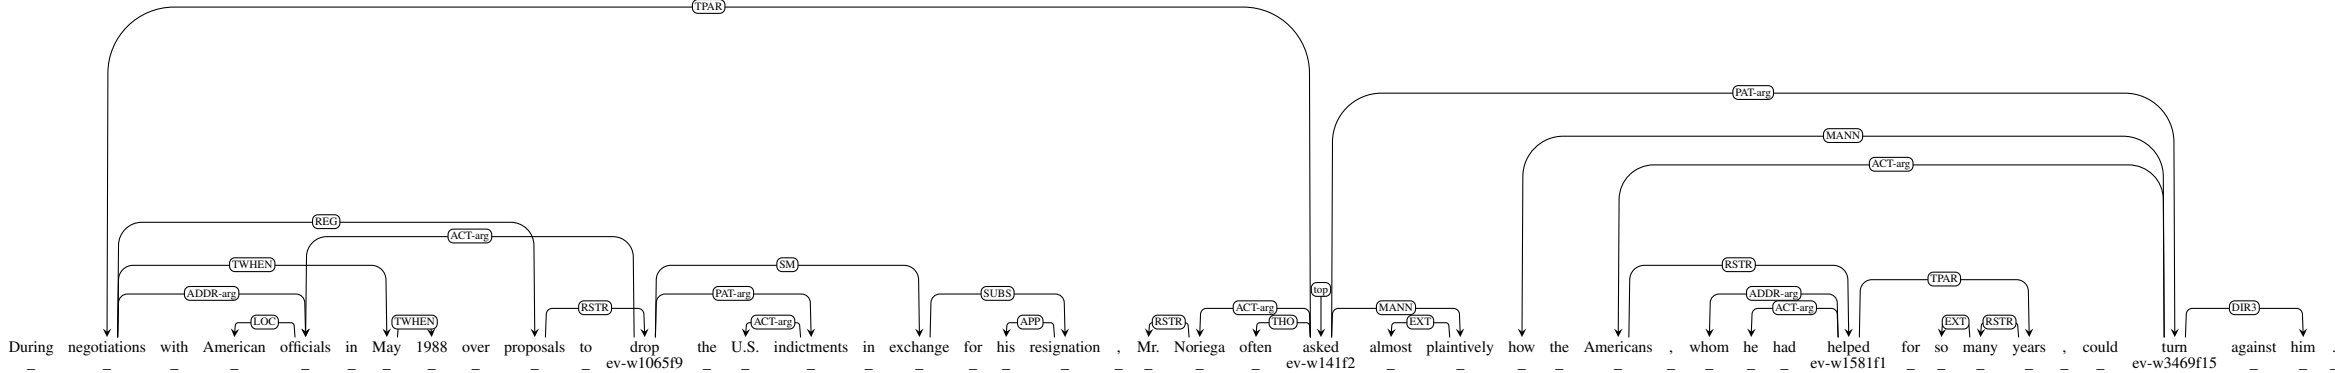 TPAR
PAT-arg
MANN
ACT-arg
REG
ACT-arg
TWHEN SM RSTR
TPAR
ADDR-arg PAT-arg SUBS top ADDR-arg
RSTR ACT-arg MANN ACT-arg DIR3
LOC TWHEN ACT-arg APP RSTR THO EXT EXT RSTR
During negotiations with American officials in May 1988 over proposals to drop the U.S. indictments in exchange for his resignation , Mr. Noriega often asked almost plaintively how the Americans , whom he had helped for so many years , could turn against him .
_ _ _ _ _ _ _ _ _ _ _ ev-w1065f9 _ _ _ _ _ _ _ _ _ _ _ _ ev-w141f2 _ _ _ _ _ _ _ _ _ ev-w1581f1 _ _ _ _ _ _ ev-w3469f15 _ _ _